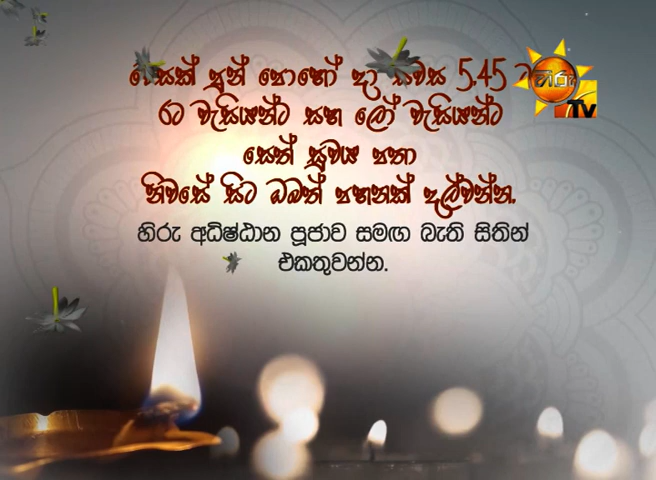 වෙසක් පුන් පොහෝ දා සවස 5.45 ට
රට වැසියන්ට සහ ලෝ වැසියන්ට
සෙත් සුවය පතා
නිවසේ සිට ඔබත් පහනක් දල්වන්න.
හිරු අධිෂ්ඨාන පූජාව සමඟ බැති සිතින්
එකතුවන්න.
හිරු
TV